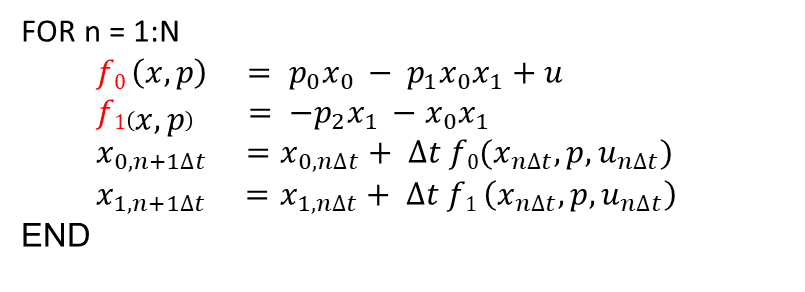 FOR n = 1:N
f₀(x, p) = p₀x₀ − p₁x₀x₁ + u
f₁(x, p) = −p₂x₁ − x₀x₁
x₀,ₙ₊₁Δt = x₀,ₙΔt + Δt f₀(xₙΔt, p, uₙΔt)
x₁,ₙ₊₁Δt = x₁,ₙΔt + Δt f₁(xₙΔt, p, uₙΔt)
END